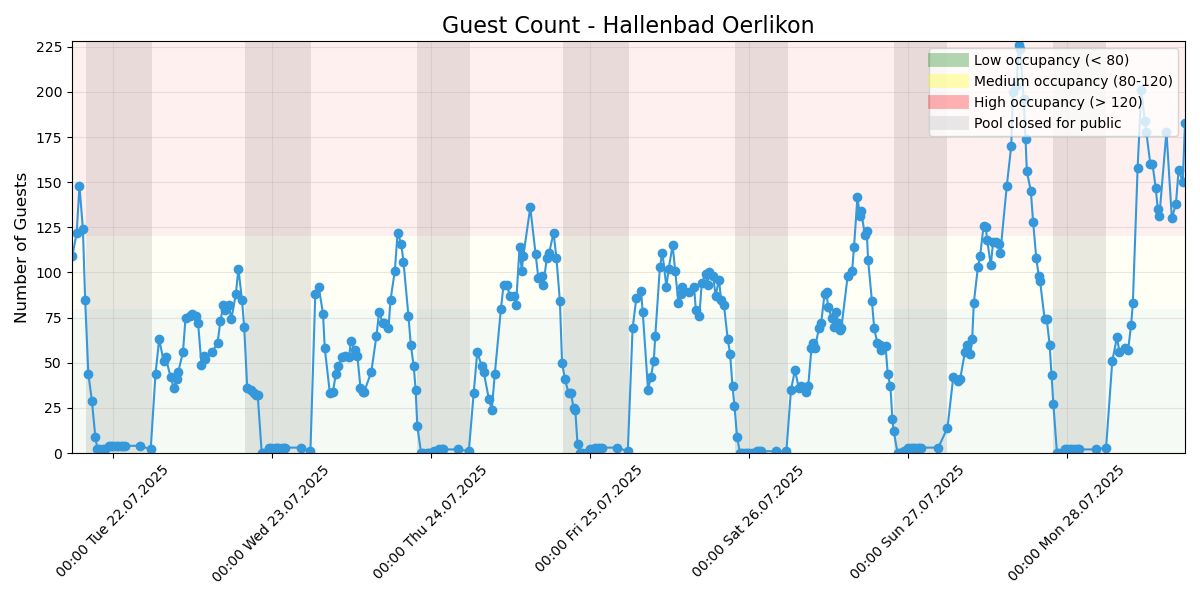 Guest Count - Hallenbad Oerlikon
Number of Guests
225
200
175
150
125
100
75
50
25
0
Low occupancy (< 80)
Medium occupancy (80-120)
High occupancy (> 120)
Pool closed for public
00:00 Tue 22.07.2025
00:00 Wed 23.07.2025
00:00 Thu 24.07.2025
00:00 Fri 25.07.2025
00:00 Sat 26.07.2025
00:00 Sun 27.07.2025
00:00 Mon 28.07.2025